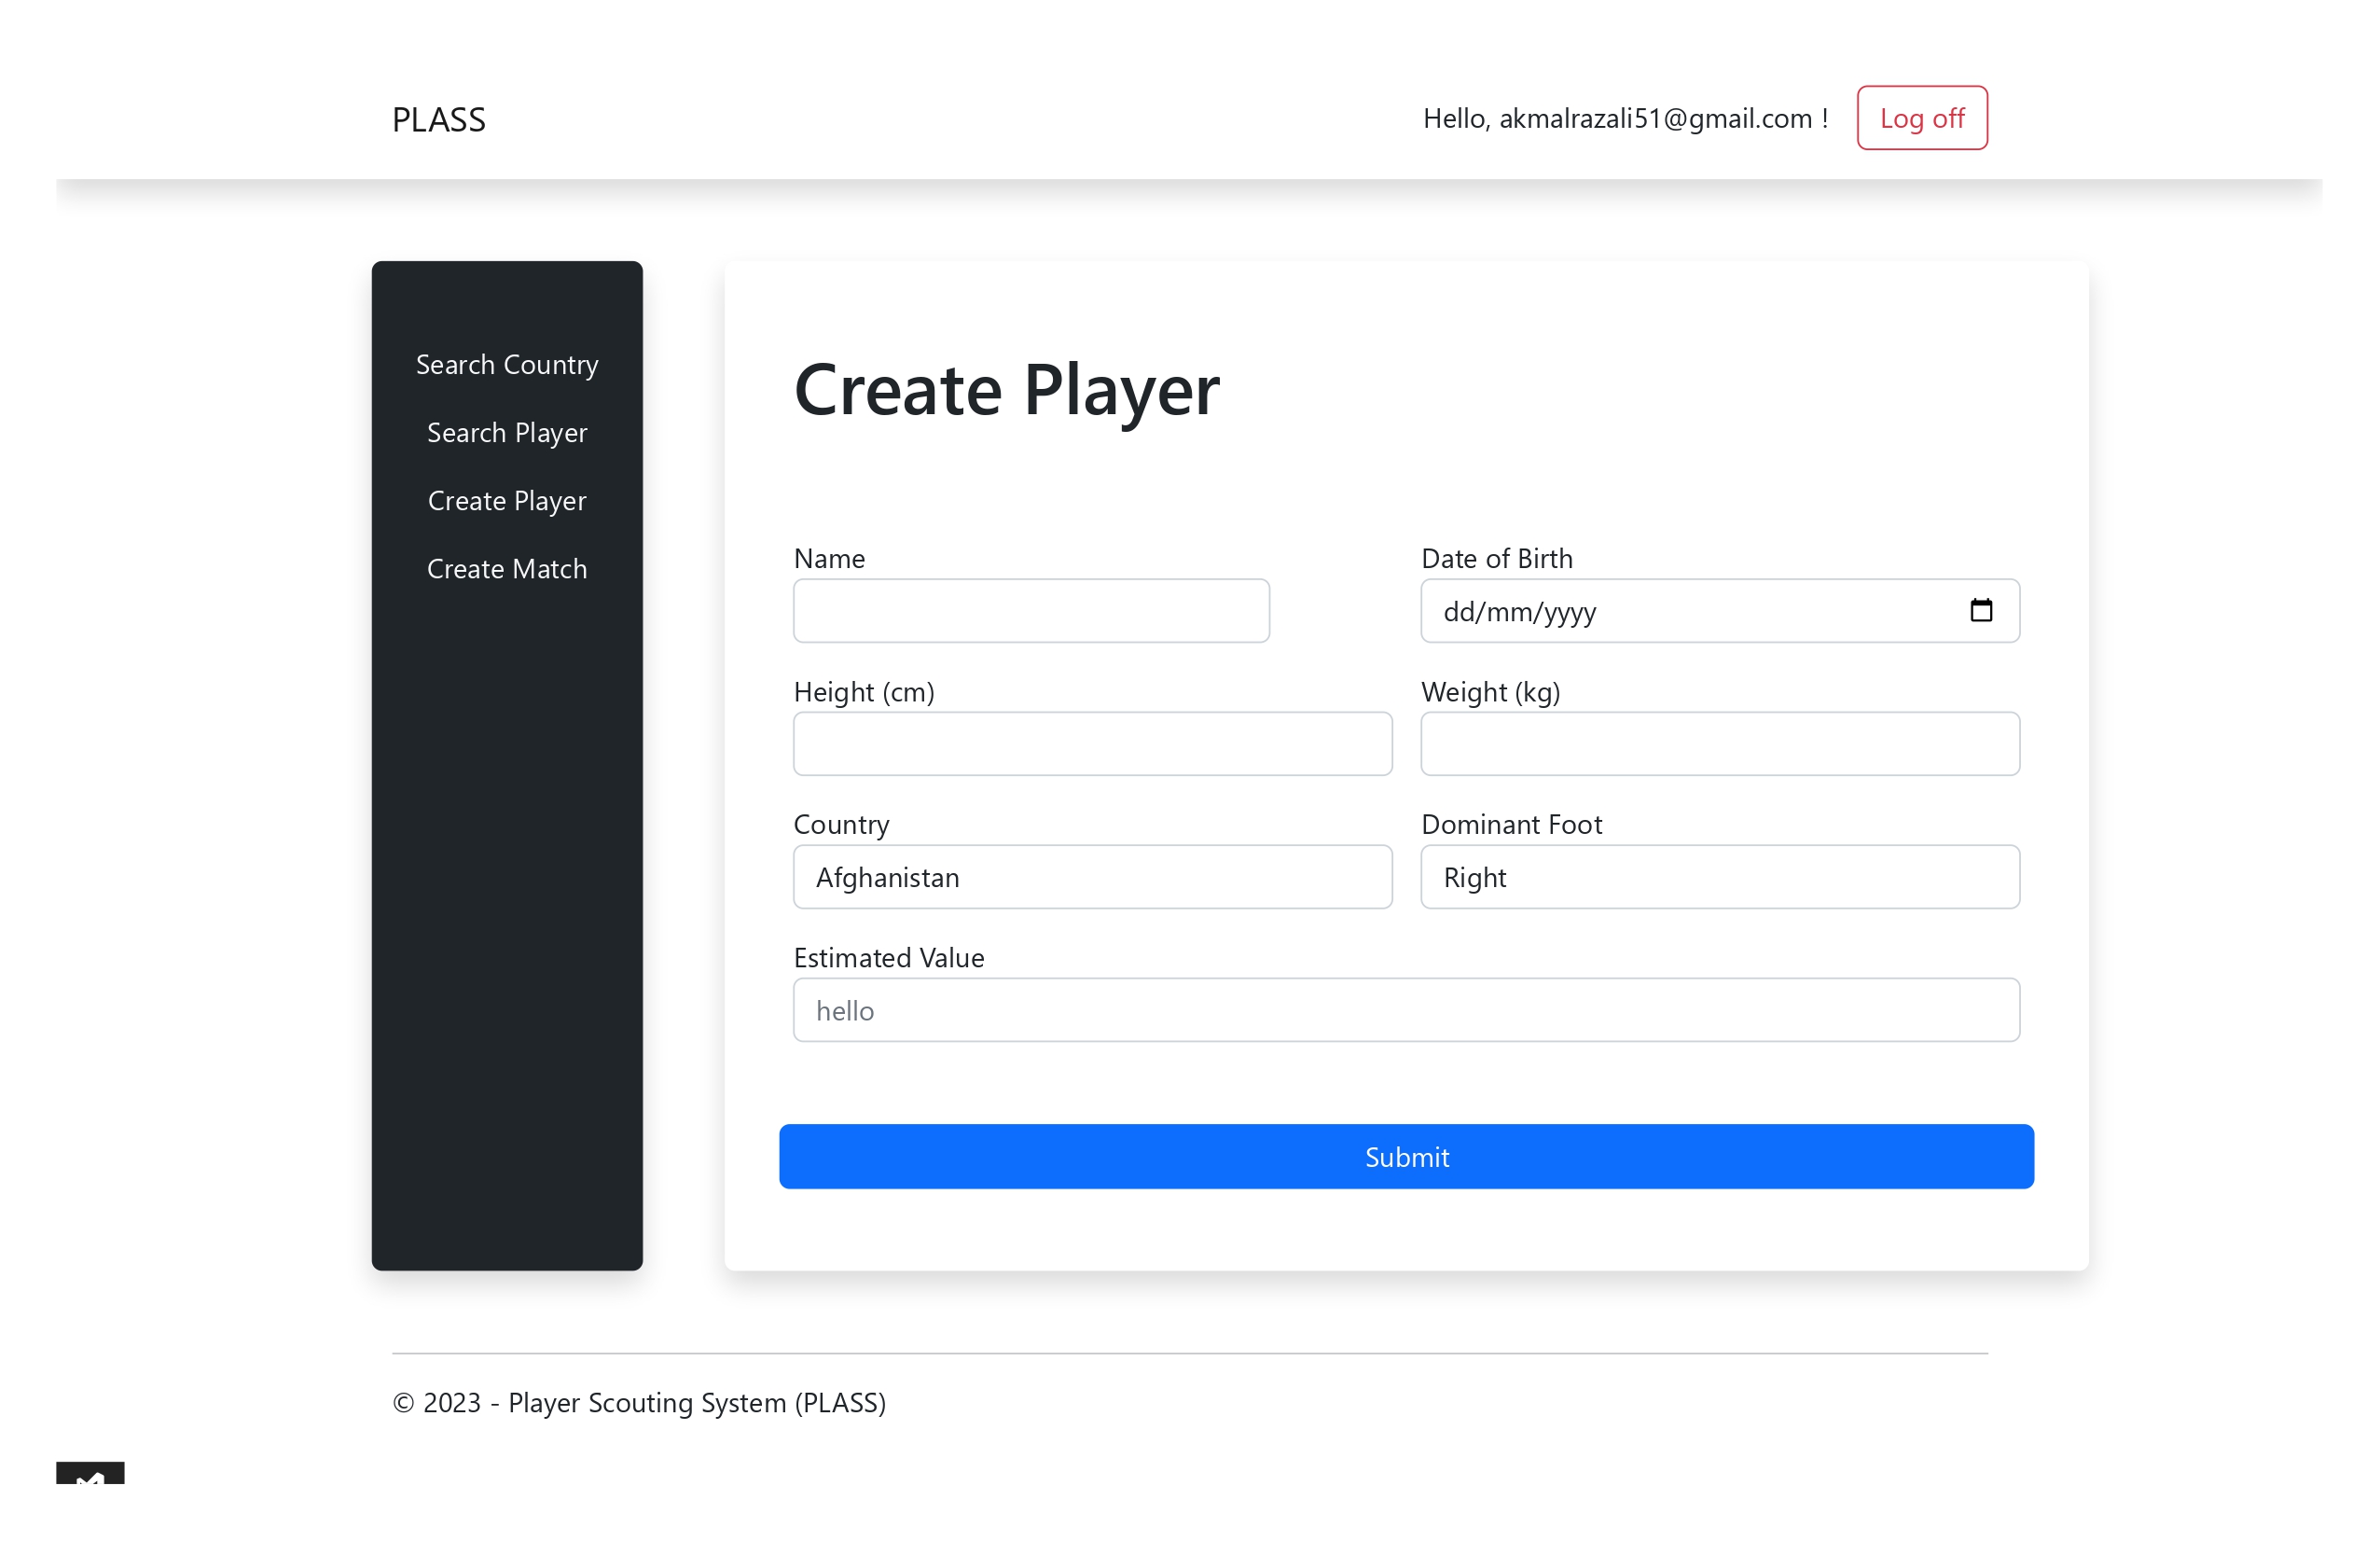 PLASS
Hello, akmalrazali51@gmail.com !
Log off
Search Country
Search Player
Create Player
Create Match
Create Player
Name
Date of Birth
dd/mm/yyyy
Height (cm)
Weight (kg)
Country
Dominant Foot
Afghanistan
Right
Estimated Value
hello
Submit
© 2023 - Player Scouting System (PLASS)